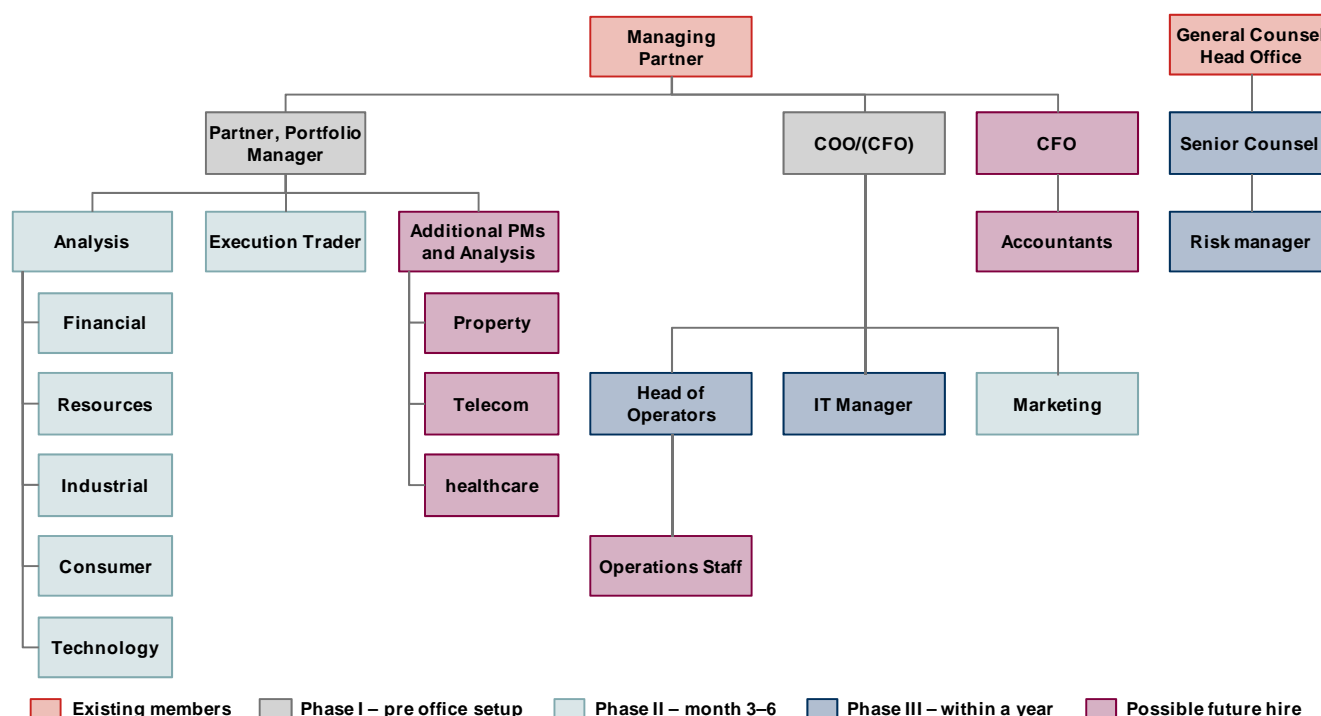 Managing
Partner
General Counsel
Head Office
Partner, Portfolio
Manager
COO/(CFO)
CFO
Senior Counsel
Analysis
Execution Trader
Additional PMs
and Analysis
Accountants
Risk manager
Financial
Property
Resources
Telecom
Head of
Operators
IT Manager
Marketing
Industrial
healthcare
Consumer
Operations Staff
Technology
Existing members
Phase I – pre office setup
Phase II – month 3–6
Phase III – within a year
Possible future hire